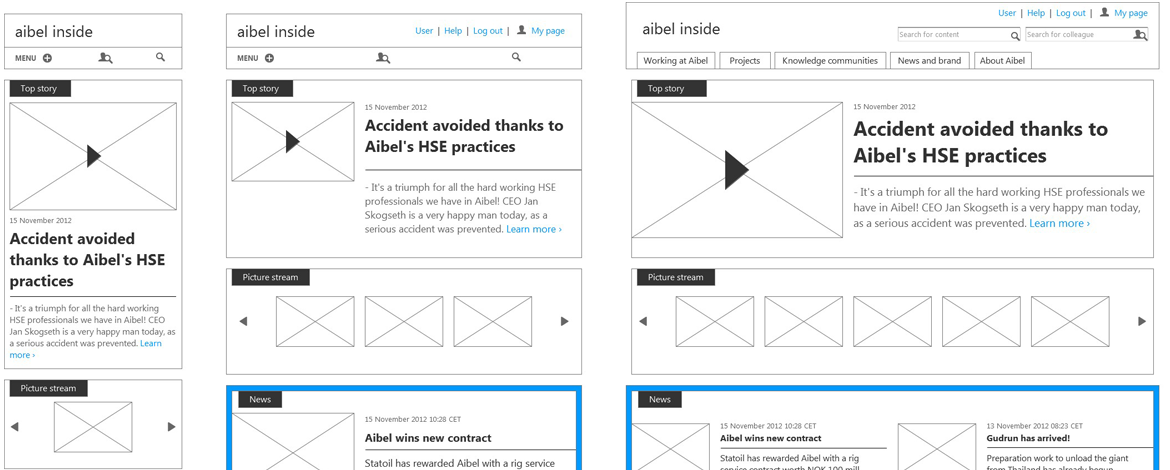 aibel inside
MENU
Top story
15 November 2012
Accident avoided
thanks to Aibel's HSE
practices
- It's a triumph for all the hard working
HSE professionals we have in Aibel! CEO
Jan Skogseth is a very happy man today, as
a serious accident was prevented. Learn
more ›
Picture stream
aibel inside
User | Help | Log out | My page
MENU
Top story
15 November 2012
Accident avoided thanks to
Aibel's HSE practices
- It's a triumph for all the hard working HSE
professionals we have in Aibel! CEO Jan
Skogseth is a very happy man today, as a
serious accident was prevented. Learn more ›
Picture stream
News
15 November 2012 10:28 CET
Aibel wins new contract
Statoil has rewarded Aibel with a rig service
User | Help | Log out | My page
aibel inside
Search for content
Search for colleague
Working at Aibel
Projects
Knowledge communities
News and brand
About Aibel
Top story
15 November 2012
Accident avoided thanks to
Aibel's HSE practices
- It's a triumph for all the hard working HSE professionals we
have in Aibel! CEO Jan Skogseth is a very happy man today,
as a serious accident was prevented. Learn more ›
Picture stream
News
15 November 2012 10:28 CET
Aibel wins new contract
Statoil has rewarded Aibel with a rig
service contract worth NOK 100 mill
13 November 2012 08:23 CET
Gudrun has arrived!
Preparation work to unload the giant
from Thailand has already begun